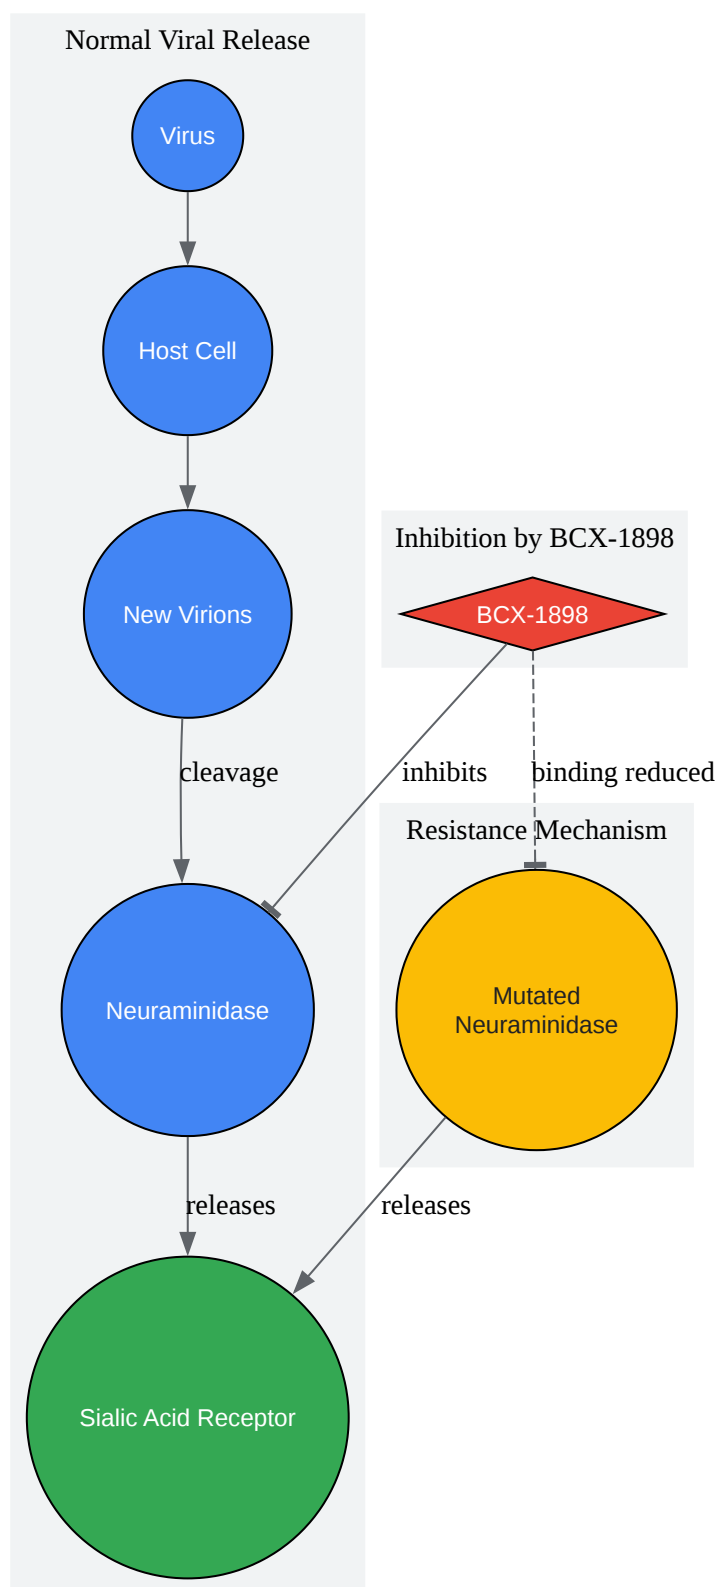 Normal Viral Release
Virus
Host Cell
Inhibition by BCX-1898
New Virions
BCX-1898
cleavage
inhibits
binding reduced
Resistance Mechanism
Neuraminidase
Mutated
Neuraminidase
releases
releases
Sialic Acid Receptor